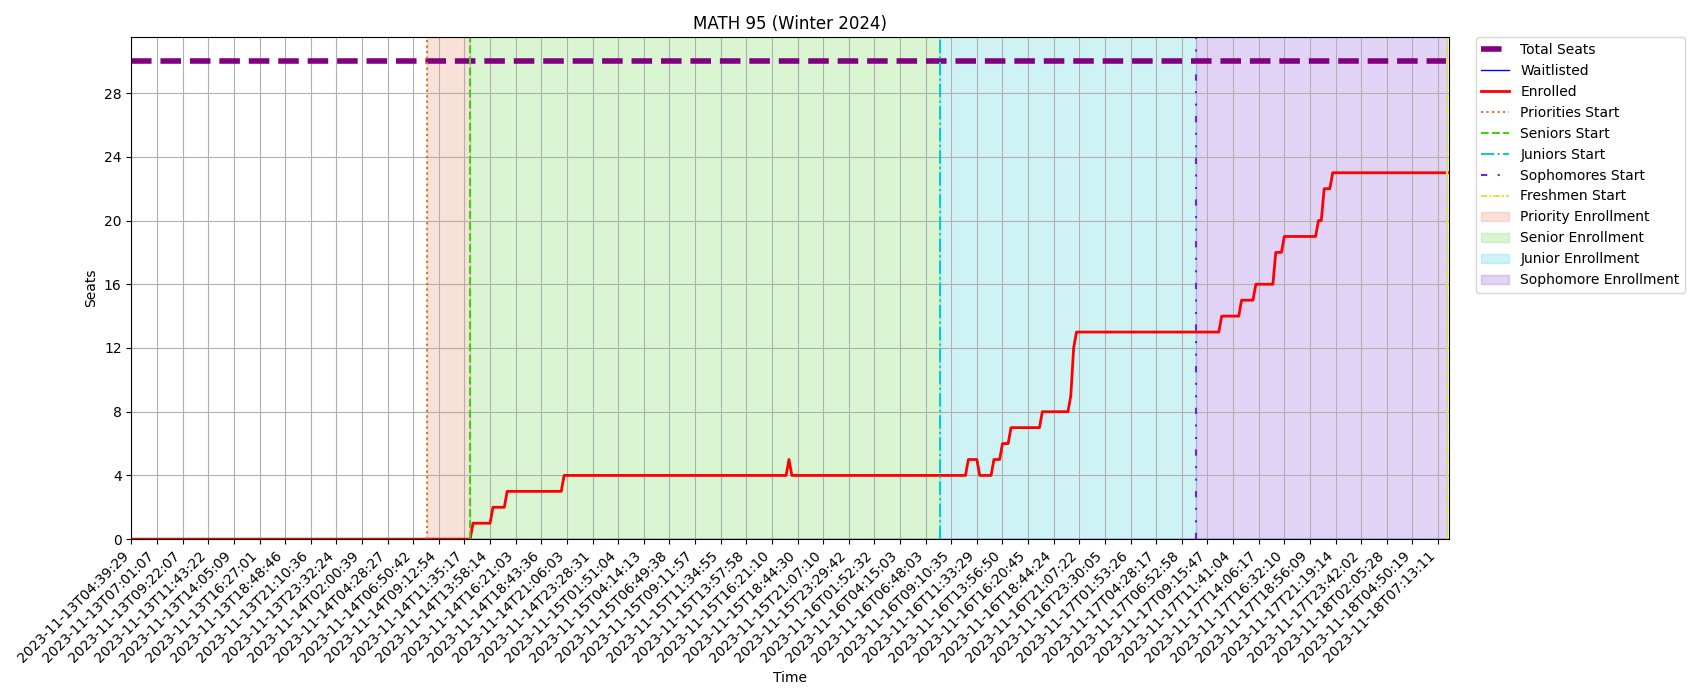 MATH 95 (Winter 2024)
Total Seats
Waitlisted
Enrolled
Priorities Start
Seniors Start
Juniors Start
Sophomores Start
Freshmen Start
Priority Enrollment
Senior Enrollment
Junior Enrollment
Sophomore Enrollment
Seats
28
24
20
16
12
8
4
0
2023-11-13T04:39:29
2023-11-13T07:01:07
2023-11-13T09:22:07
2023-11-13T11:43:22
2023-11-13T14:05:09
2023-11-13T16:27:01
2023-11-13T18:48:46
2023-11-13T21:10:36
2023-11-13T23:32:24
2023-11-14T02:00:39
2023-11-14T04:28:27
2023-11-14T06:50:42
2023-11-14T09:12:54
2023-11-14T11:35:17
2023-11-14T13:58:14
2023-11-14T16:21:03
2023-11-14T18:43:36
2023-11-14T21:06:03
2023-11-14T23:28:31
2023-11-15T01:51:04
2023-11-15T04:14:13
2023-11-15T06:49:38
2023-11-15T09:11:57
2023-11-15T11:34:55
2023-11-15T13:57:58
2023-11-15T16:21:10
2023-11-15T18:44:30
2023-11-15T21:07:10
2023-11-15T23:29:42
2023-11-16T01:52:32
2023-11-16T04:15:03
2023-11-16T06:48:03
2023-11-16T09:10:35
2023-11-16T11:33:29
2023-11-16T13:56:50
2023-11-16T16:20:45
2023-11-16T18:44:24
2023-11-16T21:07:22
2023-11-16T23:30:05
2023-11-17T01:53:26
2023-11-17T04:28:17
2023-11-17T06:52:58
2023-11-17T09:15:47
2023-11-17T11:41:04
2023-11-17T14:06:17
2023-11-17T16:32:10
2023-11-17T18:56:09
2023-11-17T21:19:14
2023-11-17T23:42:02
2023-11-18T02:05:28
2023-11-18T04:50:19
2023-11-18T07:13:11
Time